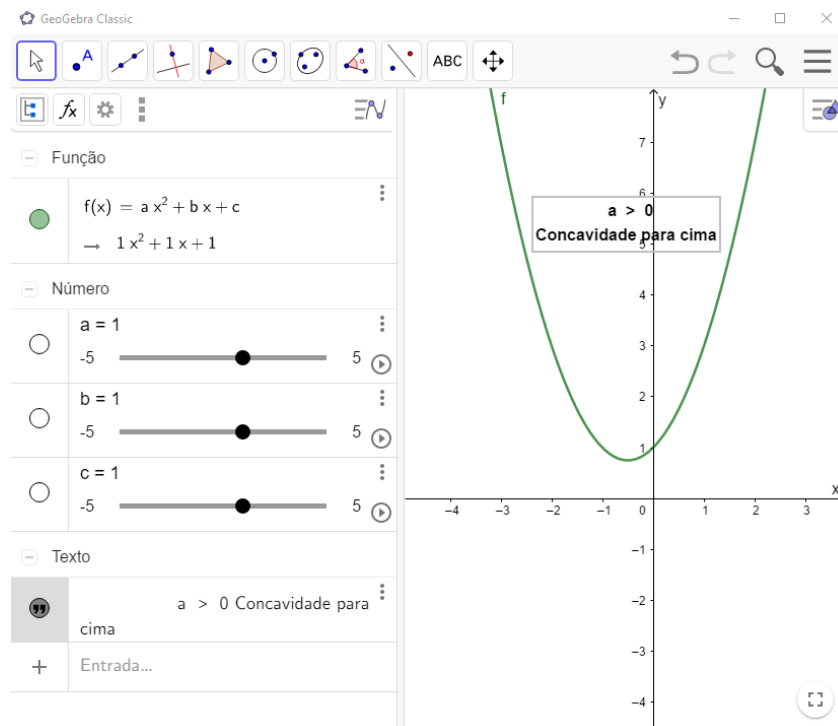 GeoGebra Classic
A
α
ABC
fx
Função
f(x) = a x² + b x + c
→ 1 x² + 1 x + 1
Número
a = 1
-5 5
b = 1
-5 5
c = 1
-5 5
Texto
a > 0 Concavidade para
cima
Entrada...
f
y
x
a > 0
Concavidade para cima
7
6
5
4
3
2
1
–4 –3 –2 –1 0 1 2 3
–1
–2
–3
–4